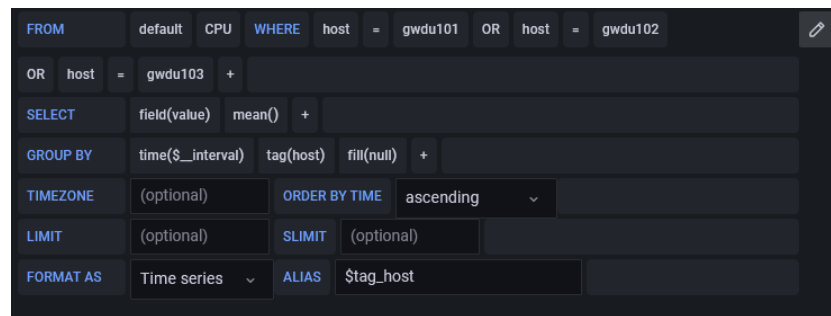 FROM default CPU WHERE host = gwdu101 OR host = gwdu102
OR host = gwdu103 +
SELECT field(value) mean() +
GROUP BY time($__interval) tag(host) fill(null) +
TIMEZONE (optional) ORDER BY TIME ascending
LIMIT (optional) SLIMIT (optional)
FORMAT AS Time series ALIAS $tag_host